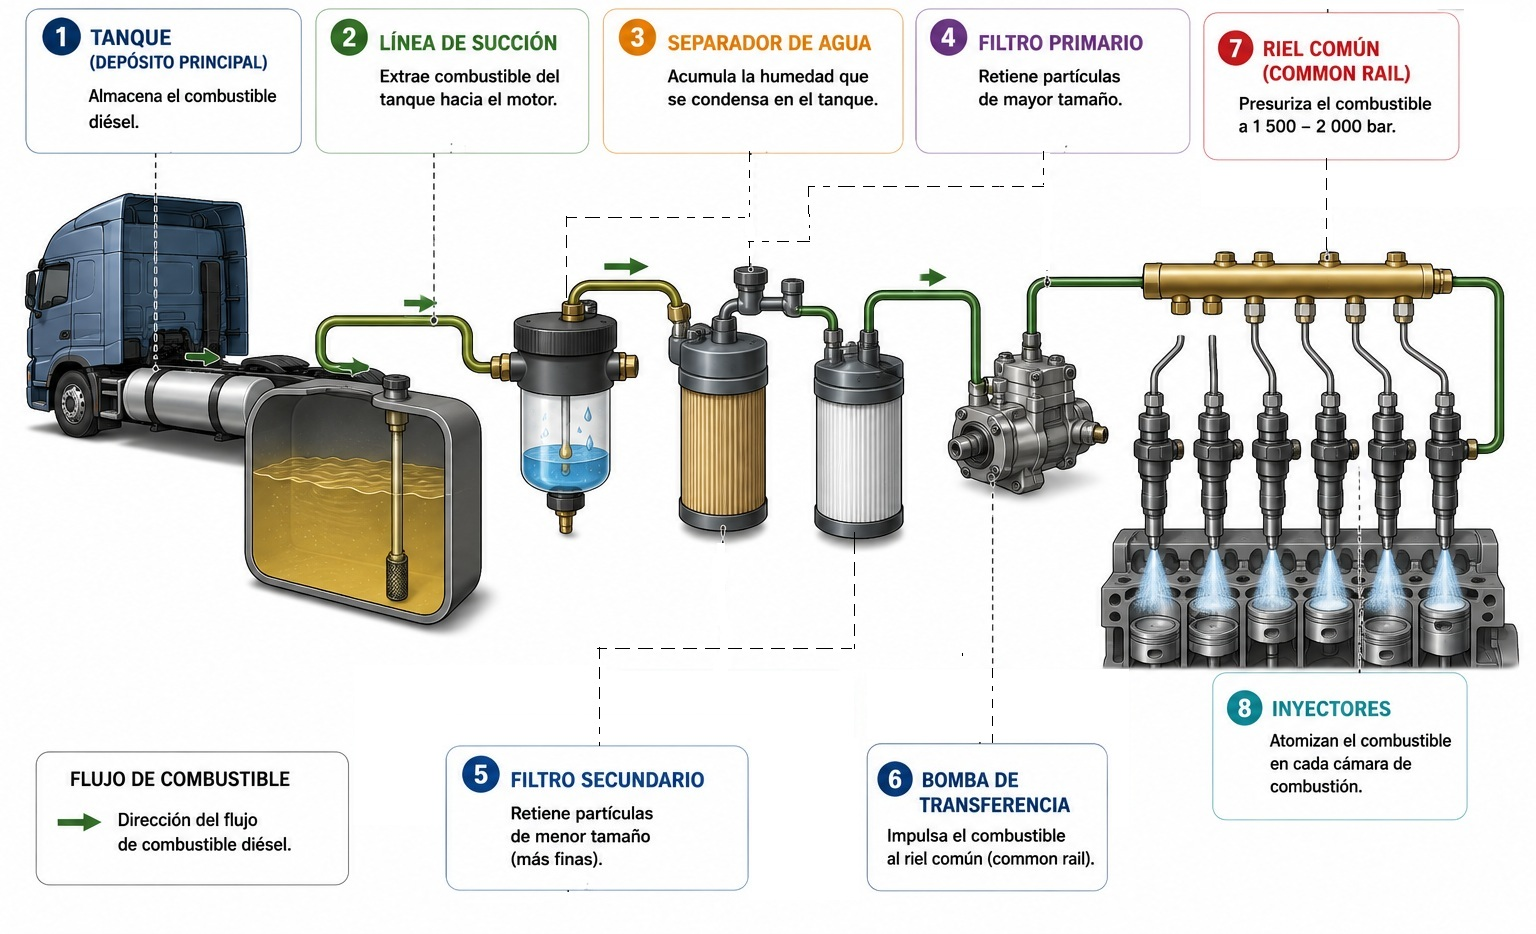 1 TANQUE
(DEPÓSITO PRINCIPAL)
Almacena el combustible
diésel.
2 LÍNEA DE SUCCIÓN
Extrae combustible del
tanque hacia el motor.
3 SEPARADOR DE AGUA
Acumula la humedad que
se condensa en el tanque.
4 FILTRO PRIMARIO
Retiene partículas
de mayor tamaño.
7 RIEL COMÚN
(COMMON RAIL)
Presuriza el combustible
a 1 500 – 2 000 bar.
FLUJO DE COMBUSTIBLE
Dirección del flujo
de combustible diésel.
5 FILTRO SECUNDARIO
Retiene partículas
de menor tamaño
(más finas).
6 BOMBA DE
TRANSFERENCIA
Impulsa el combustible
al riel común (common rail).
8 INYECTORES
Atomizan el combustible
en cada cámara de
combustión.